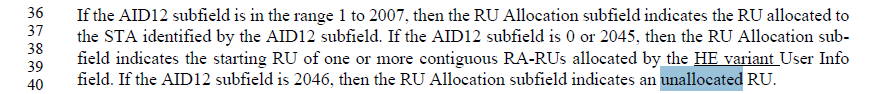 36 If the AID12 subfield is in the range 1 to 2007, then the RU Allocation subfield indicates the RU allocated to
37 the STA identified by the AID12 subfield. If the AID12 subfield is 0 or 2045, then the RU Allocation sub-
38 field indicates the starting RU of one or more contiguous RA-RUs allocated by the HE variant User Info
39 field. If the AID12 subfield is 2046, then the RU Allocation subfield indicates an unallocated RU.
40